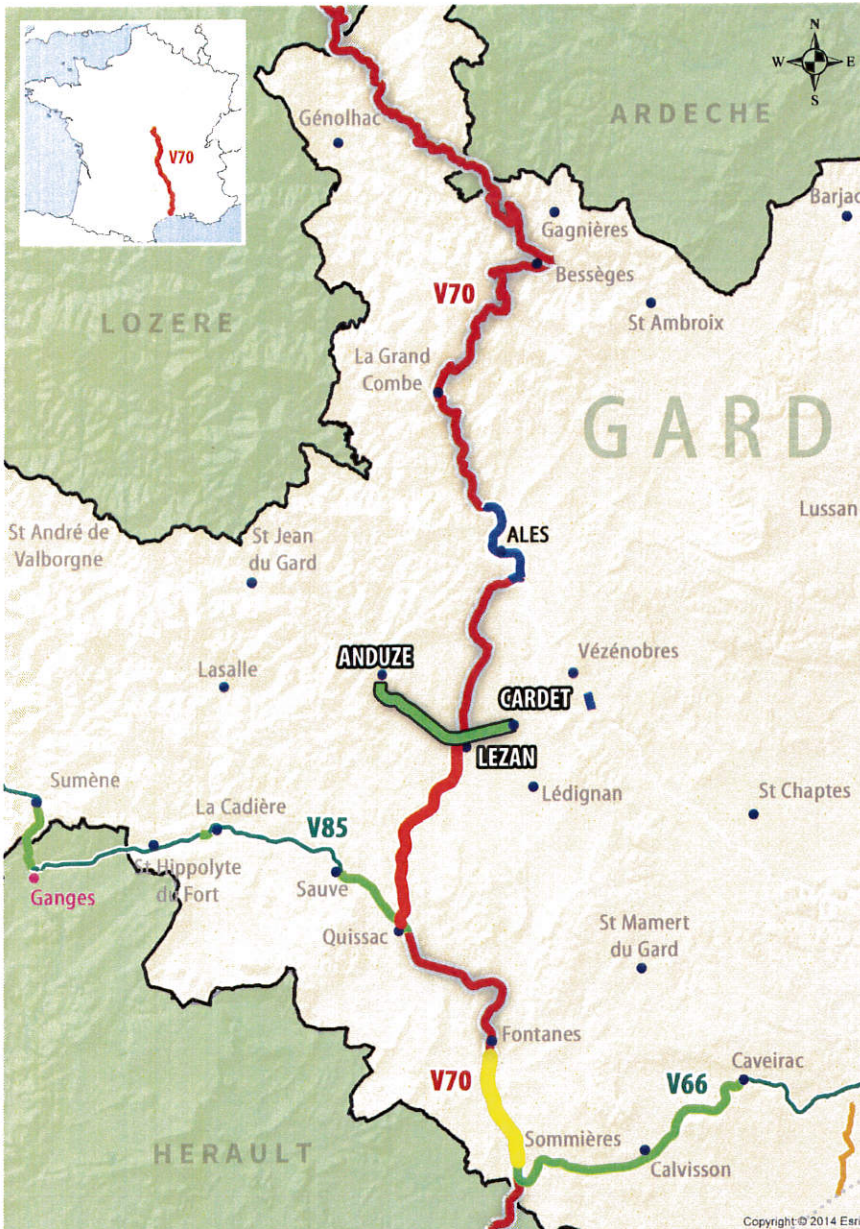 N
W E
S
V70
Génolhac
ARDECHE
Barjac
Gagnières
Bessèges
V70
LOZERE
St Ambroix
La Grand
Combe
GARD
St André de
Valborgne
St Jean
du Gard
ALES
Lussan
ANDUZE
Vézénobres
Lasalle
CARDET
LEZAN
Sumène
Lédignan
St Chaptes
La Cadière
V85
St Hippolyte
du Fort
Sauve
Ganges
Quissac
St Mamert
du Gard
Fontanes
V70
V66
Caveirac
HERAULT
Sommières
Calvisson
Copyright © 2014 Esri